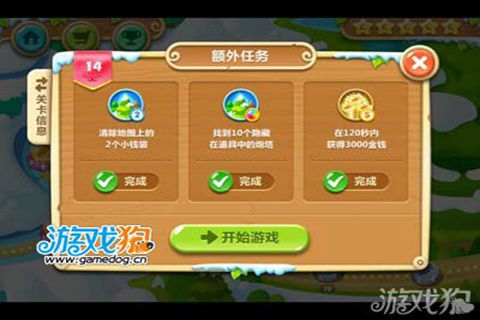 额外任务
14
关卡信息
2
5
清除地图上的
2个小钱袋
找到10个隐藏
在道具中的炮塔
在120秒内
获得3000金钱
完成
完成
完成
开始游戏
游戏狗
www.gamedog.cn
游戏狗